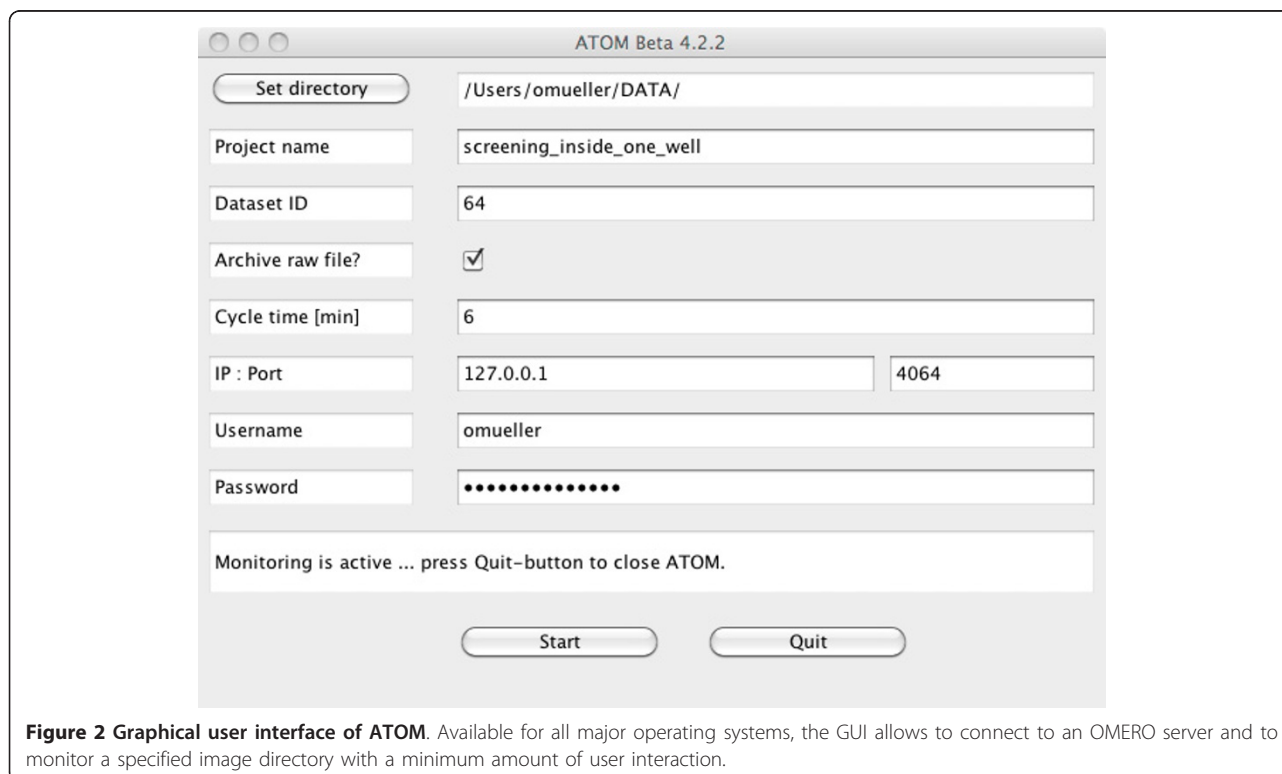 ATOM Beta 4.2.2
Set directory /Users/omueller/DATA/
Project name screening_inside_one_well
Dataset ID 64
Archive raw file?
Cycle time [min] 6
IP : Port 127.0.0.1 4064
Username omueller
Password ••••••••••••••
Monitoring is active ... press Quit-button to close ATOM.
Start Quit
Figure 2 Graphical user interface of ATOM. Available for all major operating systems, the GUI allows to connect to an OMERO server and to
monitor a specified image directory with a minimum amount of user interaction.